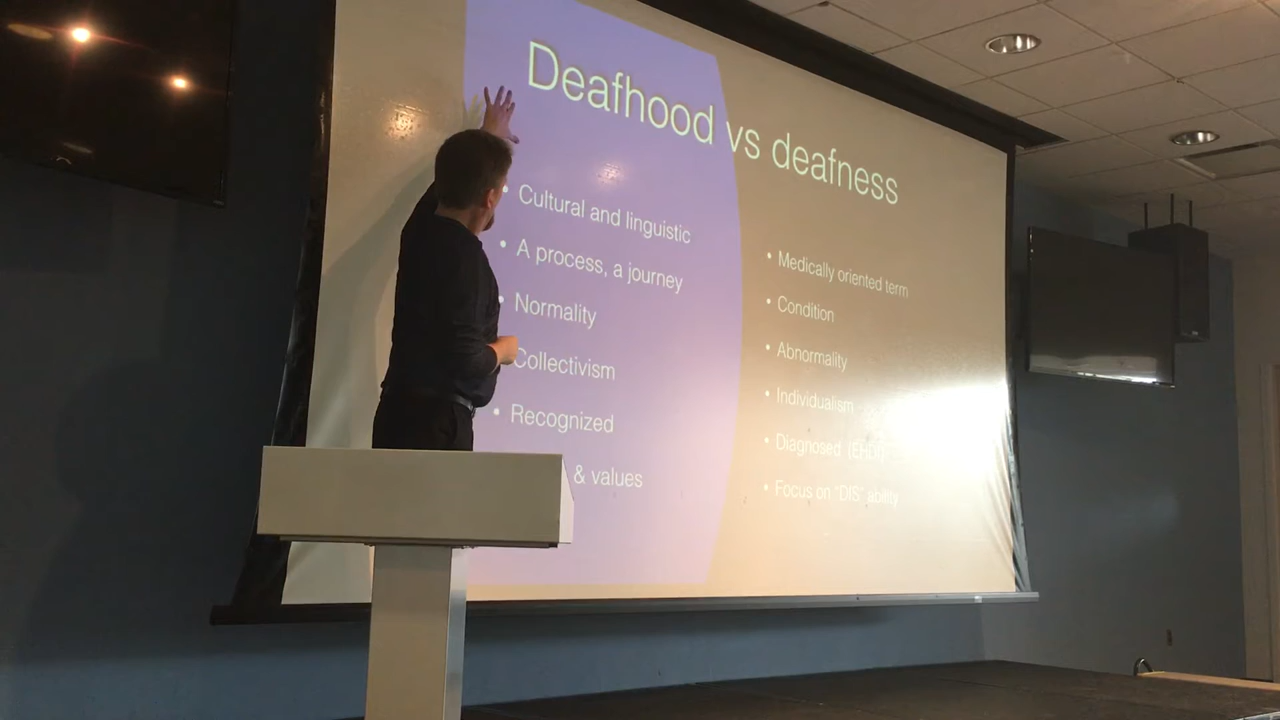 Deafhood vs deafness
• Cultural and linguistic
• A process, a journey
• Normality
Collectivism
• Recognized
& values
• Medically oriented term
• Condition
• Abnormality
• Individualism
• Diagnosed (EHDI)
• Focus on "DIS" ability